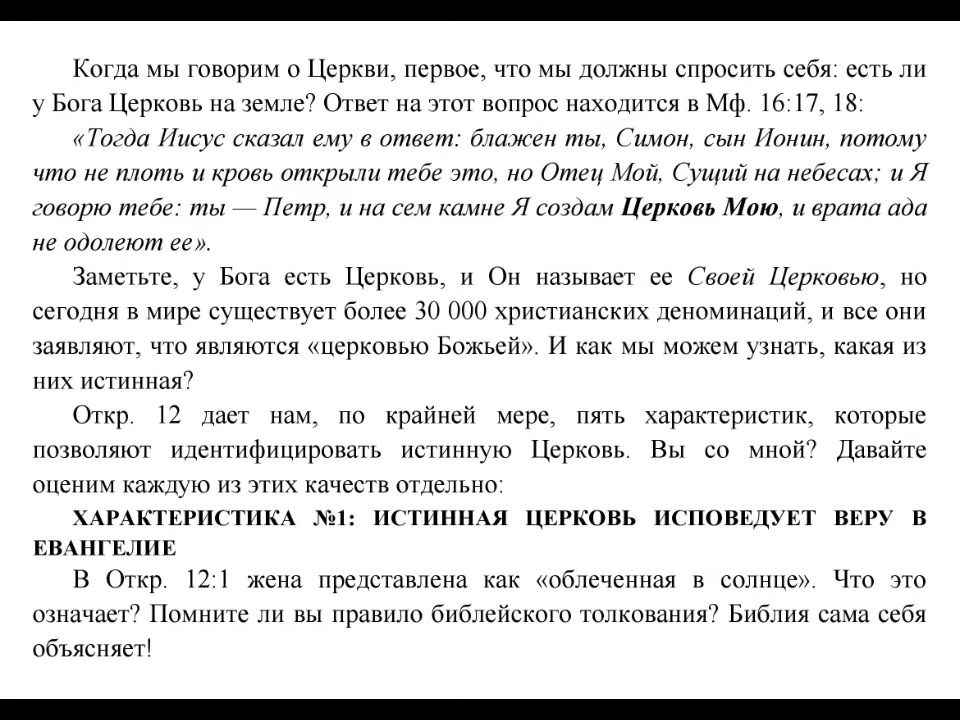 Когда мы говорим о Церкви, первое, что мы должны спросить себя: есть ли
у Бога Церковь на земле? Ответ на этот вопрос находится в Мф. 16:17, 18:
«Тогда Иисус сказал ему в ответ: блажен ты, Симон, сын Ионин, потому
что не плоть и кровь открыли тебе это, но Отец Мой, Сущий на небесах; и Я
говорю тебе: ты — Петр, и на сем камне Я создам Церковь Мою, и врата ада
не одолеют ее».
Заметьте, у Бога есть Церковь, и Он называет ее Своей Церковью, но
сегодня в мире существует более 30 000 христианских деноминаций, и все они
заявляют, что являются «церковью Божьей». И как мы можем узнать, какая из
них истинная?
Откр. 12 дает нам, по крайней мере, пять характеристик, которые
позволяют идентифицировать истинную Церковь. Вы со мной? Давайте
оценим каждую из этих качеств отдельно:
ХАРАКТЕРИСТИКА №1: ИСТИННАЯ ЦЕРКОВЬ ИСПОВЕДУЕТ ВЕРУ В
ЕВАНГЕЛИЕ
В Откр. 12:1 жена представлена как «облеченная в солнце». Что это
означает? Помните ли вы правило библейского толкования? Библия сама себя
объясняет!